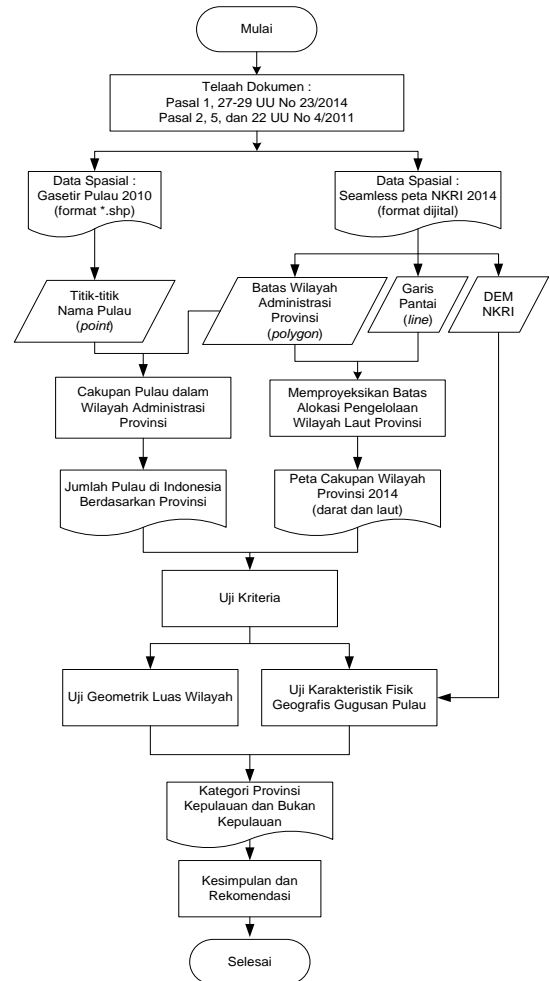 Mulai
Telaah Dokumen :
Pasal 1, 27-29 UU No 23/2014
Pasal 2, 5, dan 22 UU No 4/2011
Data Spasial :
Gasetir Pulau 2010
(format *.shp)
Data Spasial :
Seamless peta NKRI 2014
(format dijital)
Titik-titik
Nama Pulau
(point)
Batas Wilayah
Administrasi
Provinsi
(polygon)
Garis
Pantai
(line)
DEM
NKRI
Cakupan Pulau dalam
Wilayah Administrasi
Provinsi
Memproyeksikan Batas
Alokasi Pengelolaan
Wilayah Laut Provinsi
Jumlah Pulau di Indonesia
Berdasarkan Provinsi
Peta Cakupan Wilayah
Provinsi 2014
(darat dan laut)
Uji Kriteria
Uji Geometrik Luas Wilayah
Uji Karakteristik Fisik
Geografis Gugusan Pulau
Kategori Provinsi
Kepulauan dan Bukan
Kepulauan
Kesimpulan dan
Rekomendasi
Selesai